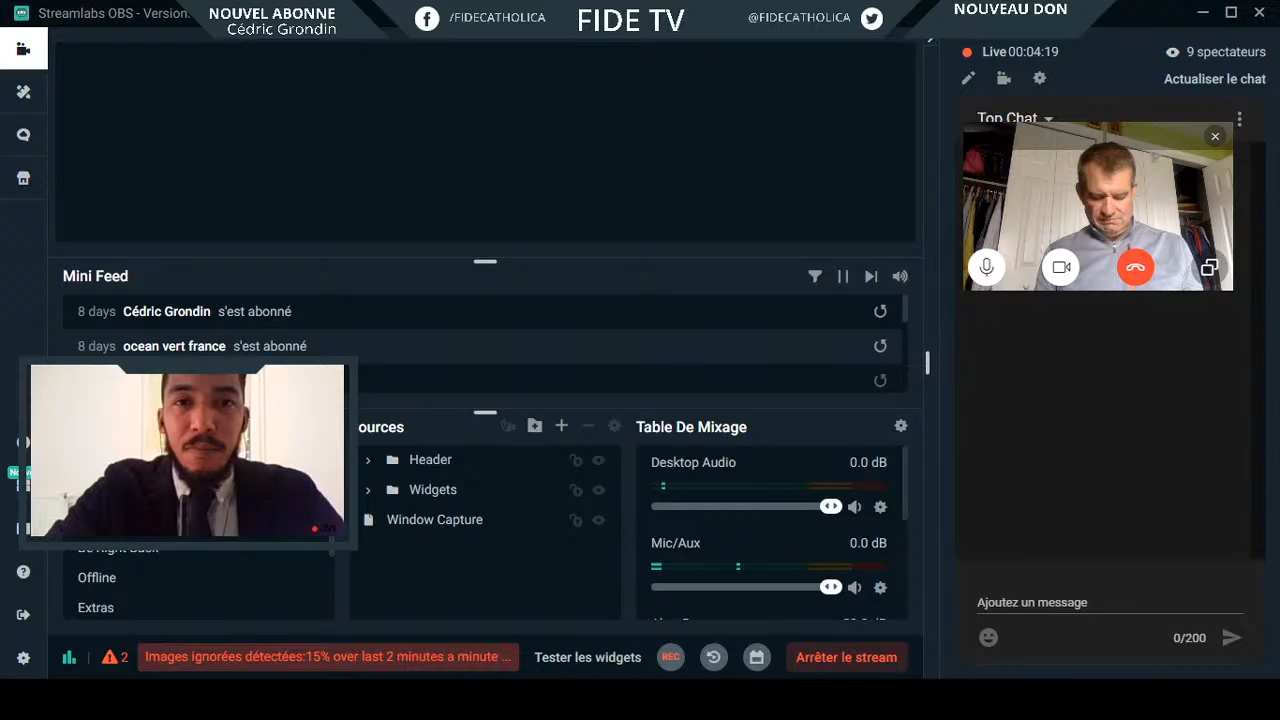 Streamlabs OBS - Version:
NOUVEL ABONNE
Cédric Grondin
/FIDECATHOLICA
FIDE TV
@FIDECATHOLICA
NOUVEAU DON
Live 00:04:19
9 spectateurs
Actualiser le chat
Top Chat
Mini Feed
8 days Cédric Grondin s'est abonné
8 days ocean vert france s'est abonné
ources
Table De Mixage
Header
Widgets
Window Capture
Desktop Audio
0.0 dB
Mic/Aux
0.0 dB
LIVE
Offline
Extras
Ajoutez un message
0/200
2
Images ignorées détectées:15% over last 2 minutes a minute ...
Tester les widgets
REC
Arrêter le stream